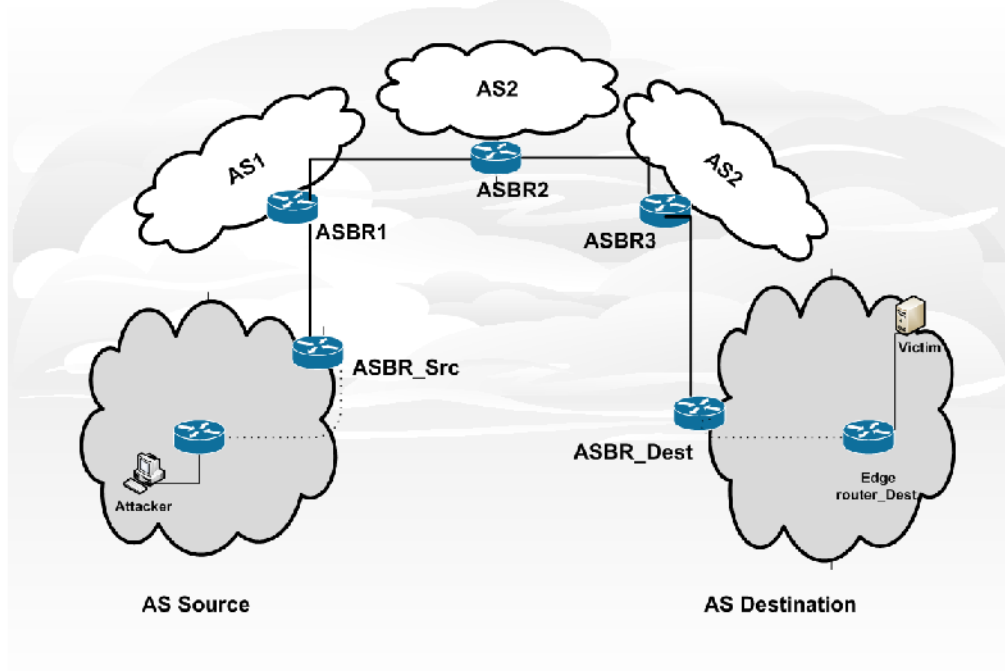 AS2
AS1
AS2
ASBR2
ASBR1
ASBR3
Victim
ASBR_Src
ASBR_Dest
Edge
router_Dest
Attacker
AS Source
AS Destination